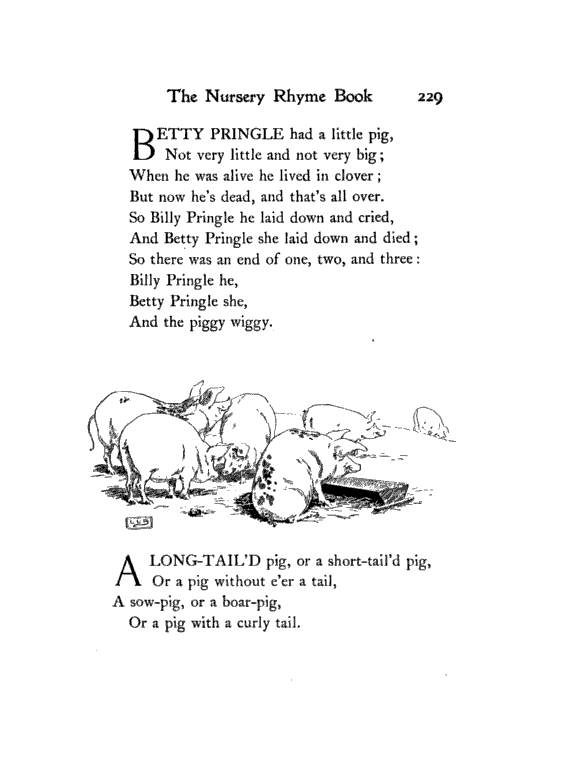 The Nursery Rhyme Book 229
BETTY PRINGLE had a little pig,
Not very little and not very big;
When he was alive he lived in clover;
But now he's dead, and that's all over.
So Billy Pringle he laid down and cried,
And Betty Pringle she laid down and died;
So there was an end of one, two, and three:
Billy Pringle he,
Betty Pringle she,
And the piggy wiggy.
LLB
A LONG-TAIL'D pig, or a short-tail'd pig,
Or a pig without e'er a tail,
A sow-pig, or a boar-pig,
Or a pig with a curly tail.